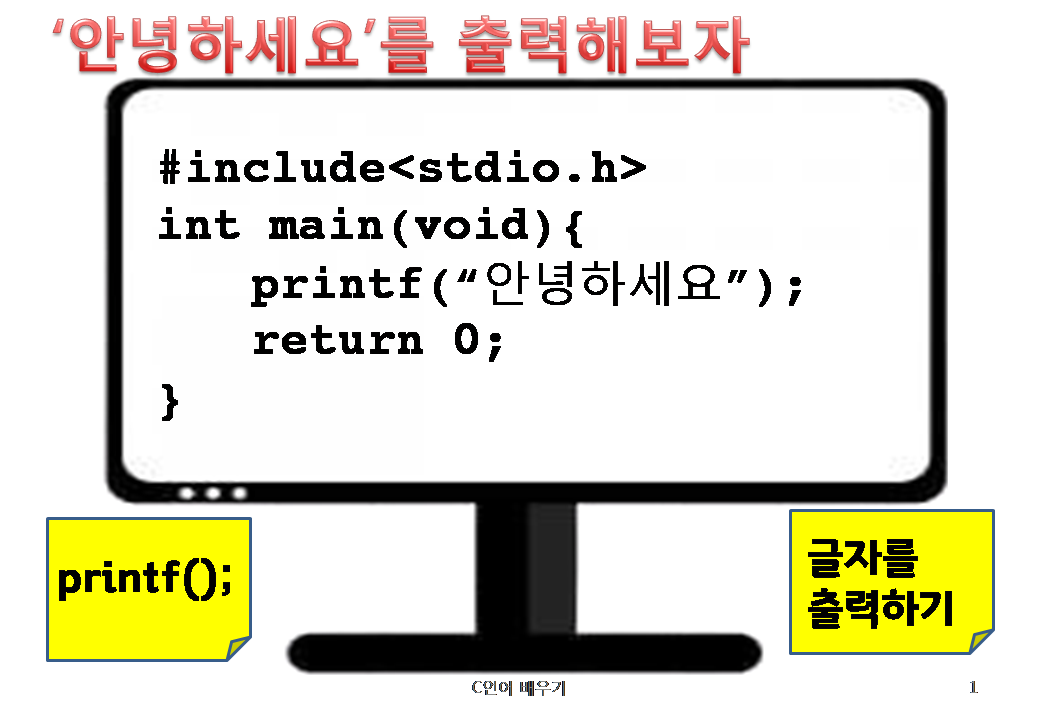 ‘안녕하세요’를 출력해보자
#include<stdio.h>
int main(void){
printf(“안녕하세요”);
return 0;
}
printf();
글자를
출력하기
C언어 배우기
1